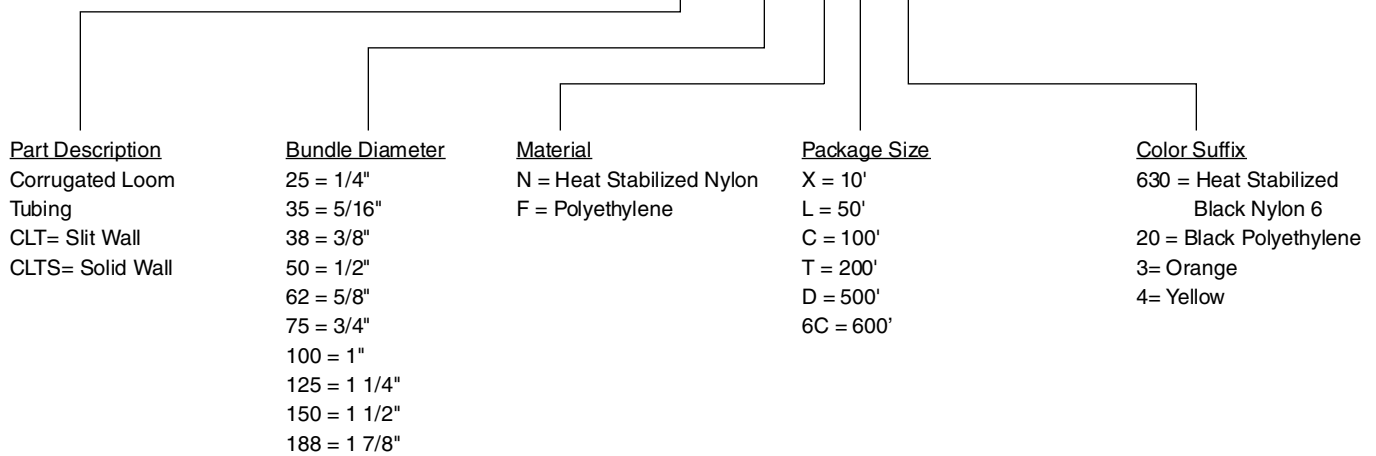 Part Description
Corrugated Loom
Tubing
CLT= Slit Wall
CLTS= Solid Wall
Bundle Diameter
25 = 1/4"
35 = 5/16"
38 = 3/8"
50 = 1/2"
62 = 5/8"
75 = 3/4"
100 = 1"
125 = 1 1/4"
150 = 1 1/2"
188 = 1 7/8"
Material
N = Heat Stabilized Nylon
F = Polyethylene
Package Size
X = 10'
L = 50'
C = 100'
T = 200'
D = 500'
6C = 600’
Color Suffix
630 = Heat Stabilized
Black Nylon 6
20 = Black Polyethylene
3= Orange
4= Yellow